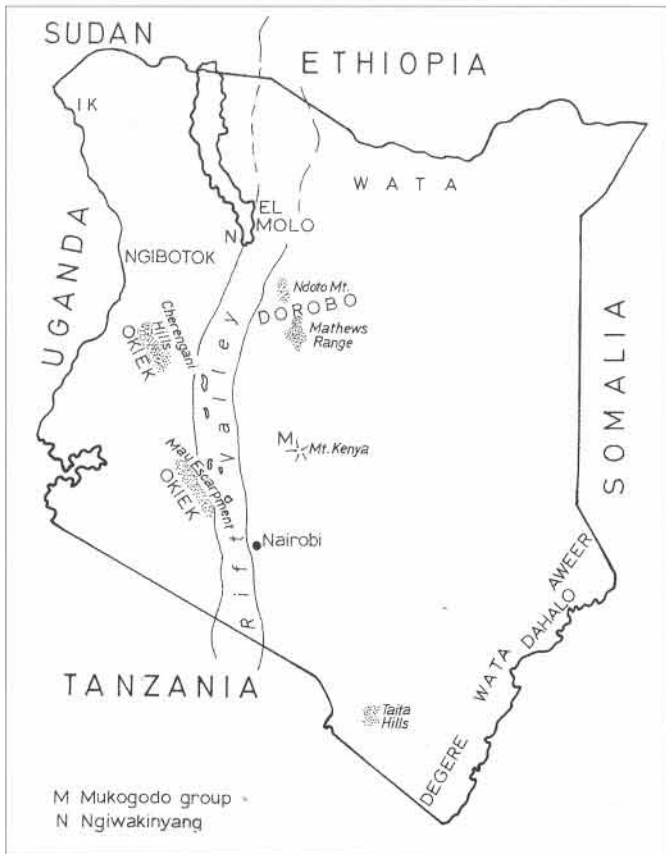 SUDAN
ETHIOPIA
IK
WATA
EL
MOLO
N
NGIBOTOK
UGANDA
Ndoto Mt.
DOROBO
Mathews
Range
Cherengani
Hills
OKIEK
SOMALIA
Rift Valley
M
Mt. Kenya
Mau Escarpment
OKIEK
Nairobi
AWEER
DAHALO
WATA
DEGERE
TANZANIA
Taita
Hills
M Mukogodo group
N Ngiwakinyang